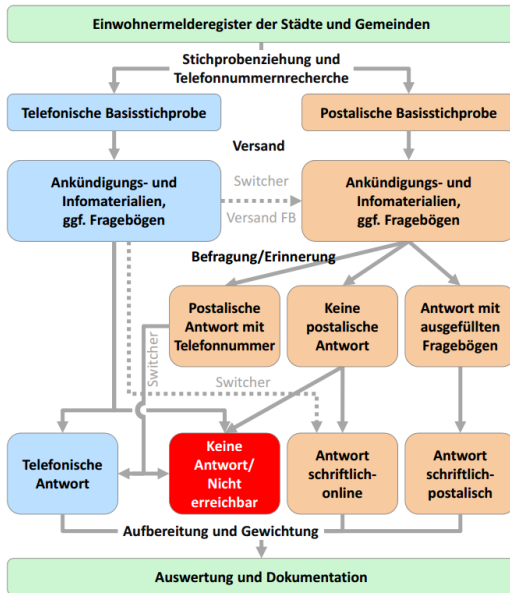 Einwohnermelderegister der Städte und Gemeinden
Stichprobenziehung und
Telefonnummernrecherche
Telefonische Basisstichprobe
Postalische Basisstichprobe
Versand
Ankündigungs- und
Infomaterialien,
ggf. Fragebögen
Switcher
Versand FB
Ankündigungs- und
Infomaterialien,
ggf. Fragebögen
Befragung/Erinnerung
Postalische
Antwort mit
Telefonnummer
Keine
postalische
Antwort
Antwort mit
ausgefüllten
Fragebögen
Switcher
Switcher
Telefonische
Antwort
Keine
Antwort/
Nicht
erreichbar
Antwort
schriftlich-
online
Antwort
schriftlich-
postalisch
Aufbereitung und Gewichtung
Auswertung und Dokumentation